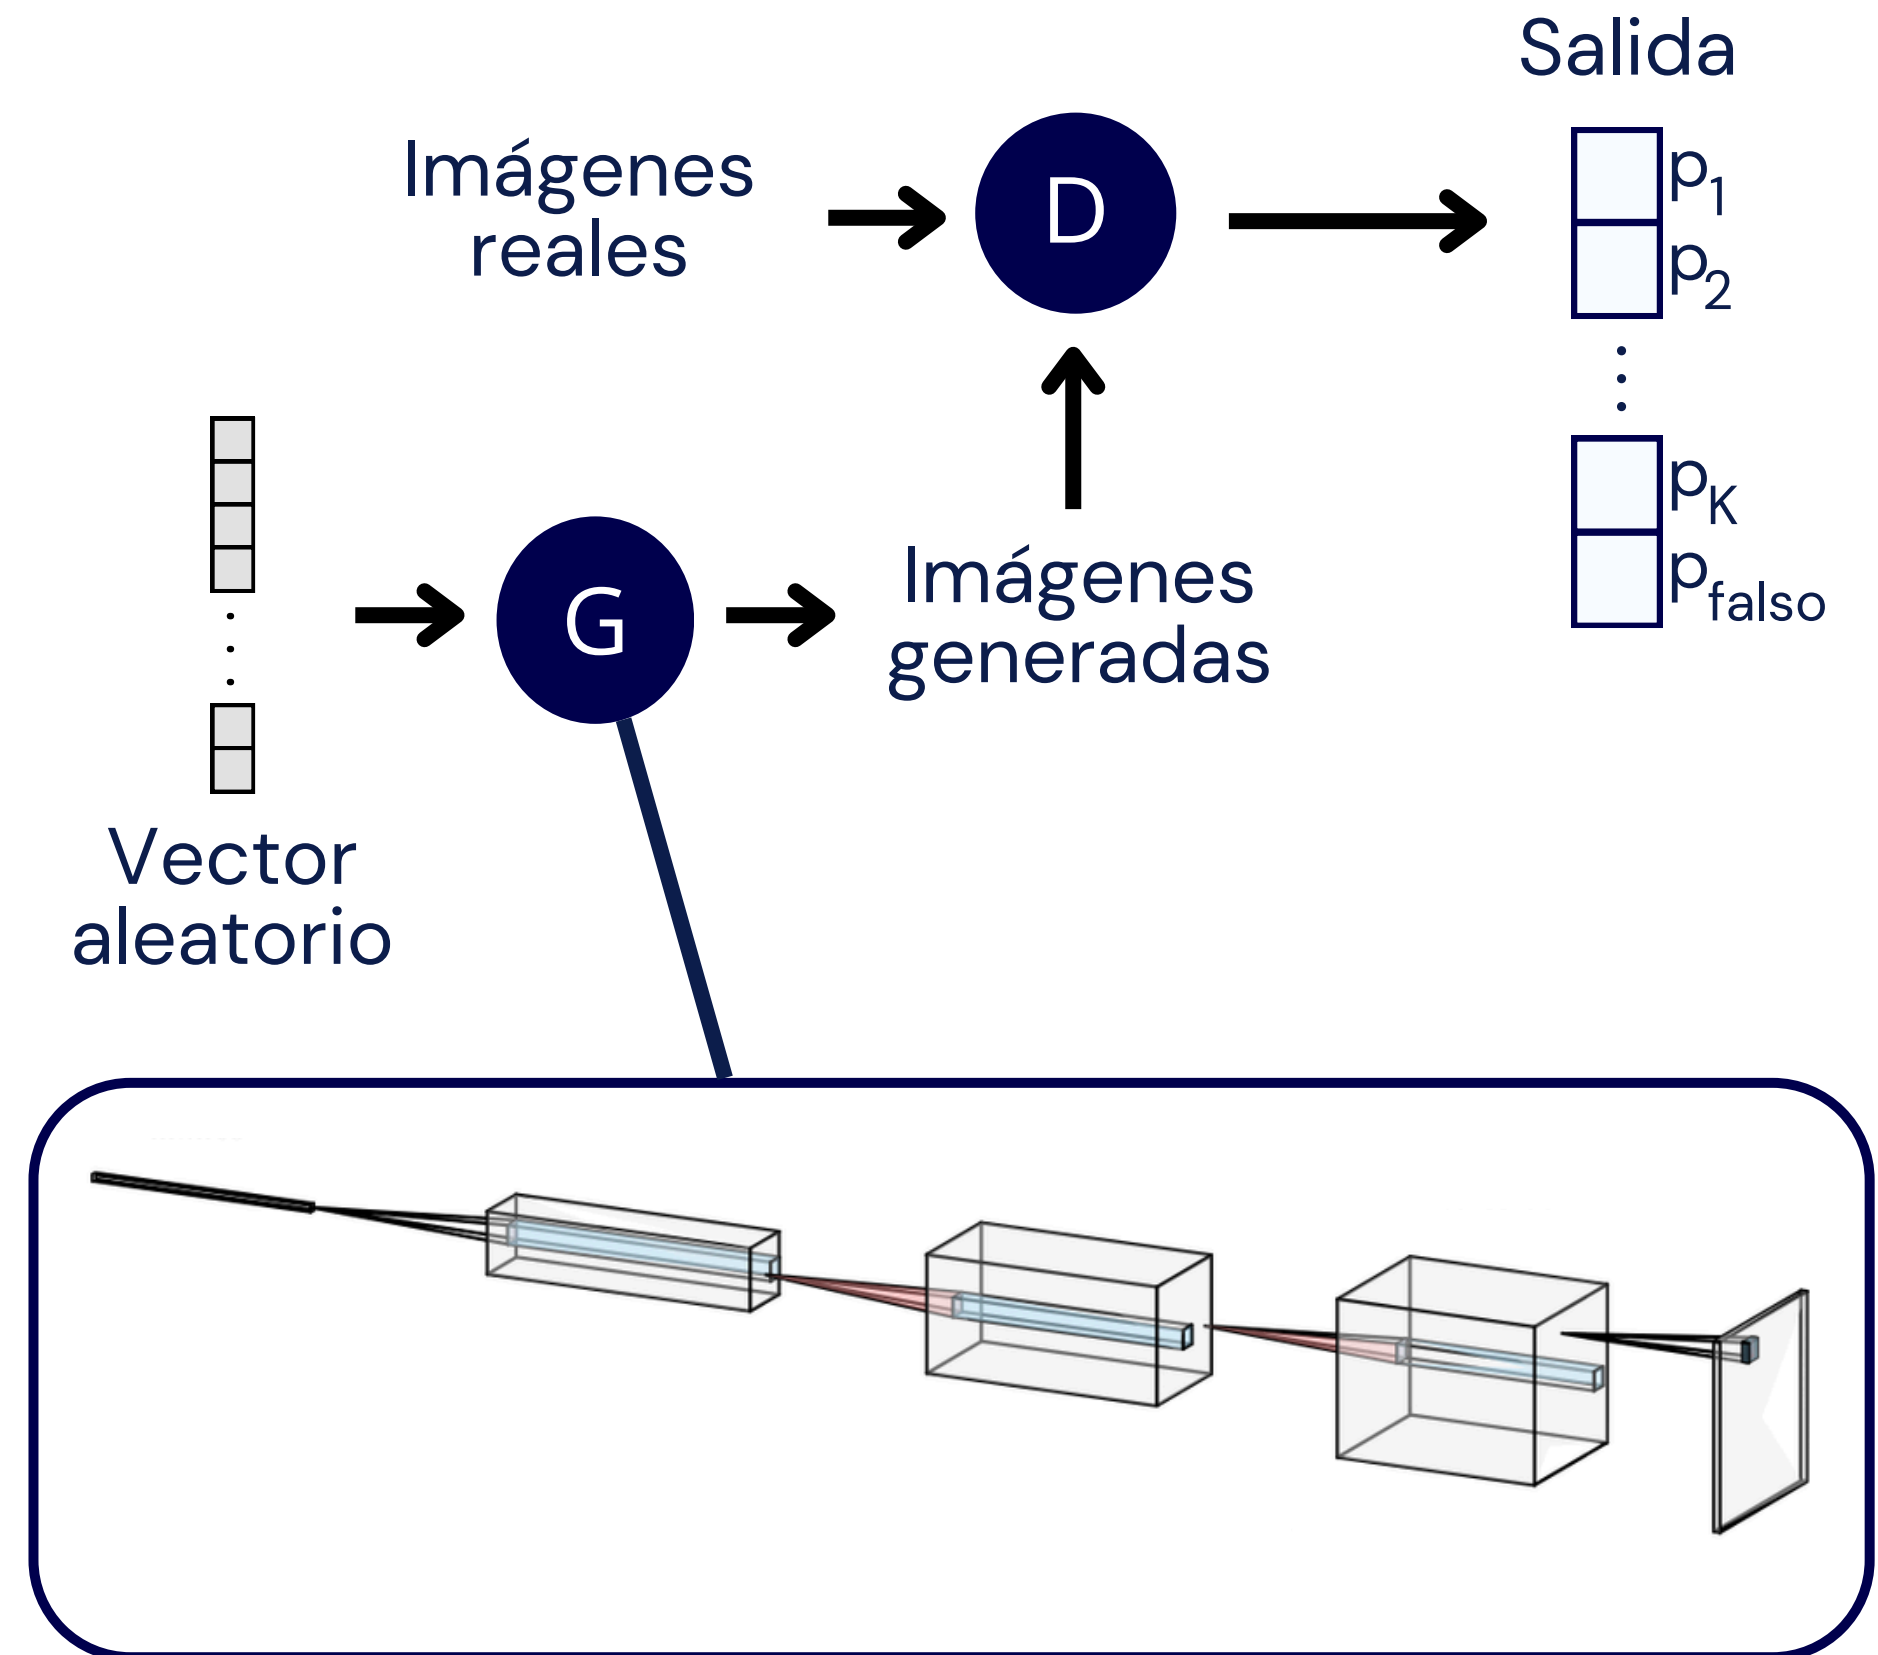 Salida
Imágenes
reales
D
p1
p2
pK
pfalso
G
Imágenes
generadas
Vector
aleatorio